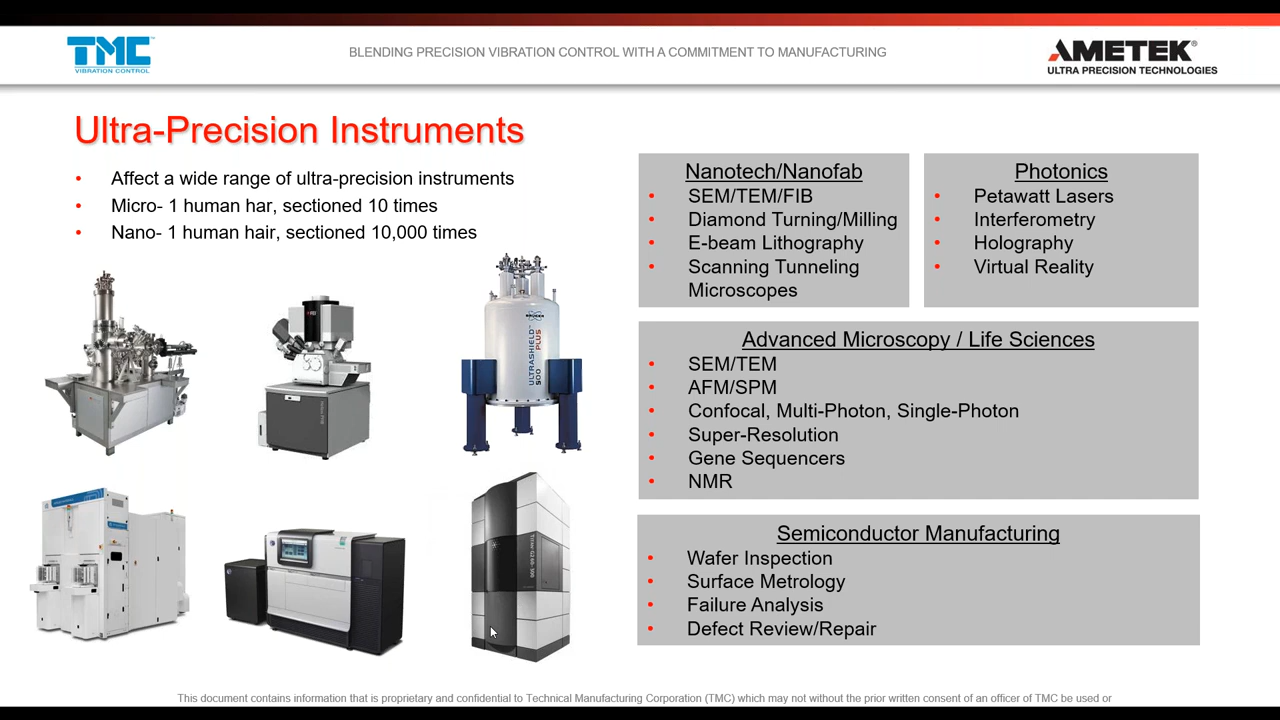 TMC
VIBRATION CONTROL
BLENDING PRECISION VIBRATION CONTROL WITH A COMMITMENT TO MANUFACTURING
AMETEK®
ULTRA PRECISION TECHNOLOGIES
Ultra-Precision Instruments
• Affect a wide range of ultra-precision instruments
• Micro- 1 human har, sectioned 10 times
• Nano- 1 human hair, sectioned 10,000 times
BRUKER
ULTRASHIELD™
500 PLUS
Nanotech/Nanofab
• SEM/TEM/FIB
• Diamond Turning/Milling
• E-beam Lithography
• Scanning Tunneling
Microscopes
Photonics
• Petawatt Lasers
• Interferometry
• Holography
• Virtual Reality
Advanced Microscopy / Life Sciences
• SEM/TEM
• AFM/SPM
• Confocal, Multi-Photon, Single-Photon
• Super-Resolution
• Gene Sequencers
• NMR
Semiconductor Manufacturing
• Wafer Inspection
• Surface Metrology
• Failure Analysis
• Defect Review/Repair
This document contains information that is proprietary and confidential to Technical Manufacturing Corporation (TMC) which may not without the prior written consent of an officer of TMC be used or